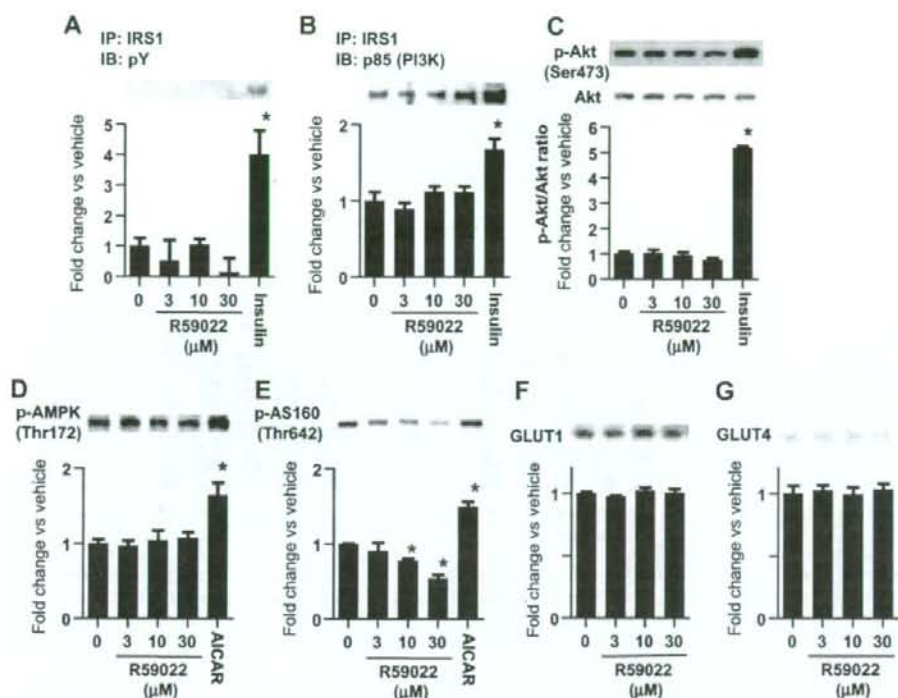 A
IP: IRS1
IB: pY
Fold change vs vehicle
5
4
3
2
1
0
0 3 10 30 Insulin
R59022
(µM)
B
IP: IRS1
IB: p85 (PI3K)
Fold change vs vehicle
2
1
0
0 3 10 30 Insulin
R59022
(µM)
C
p-Akt
(Ser473)
Akt
p-Akt/Akt ratio
Fold change vs vehicle
6
5
4
3
2
1
0
0 3 10 30 Insulin
R59022
(µM)
*
*
*
D
p-AMPK
(Thr172)
Fold change vs vehicle
2
1
0
0 3 10 30 AICAR
R59022
(µM)
*
E
p-AS160
(Thr642)
Fold change vs vehicle
2
1
0
0 3 10 30 AICAR
R59022
(µM)
* * *
F
GLUT1
Fold change vs vehicle
1
0
0 3 10 30
R59022
(µM)
G
GLUT4
Fold change vs vehicle
1
0
0 3 10 30
R59022
(µM)